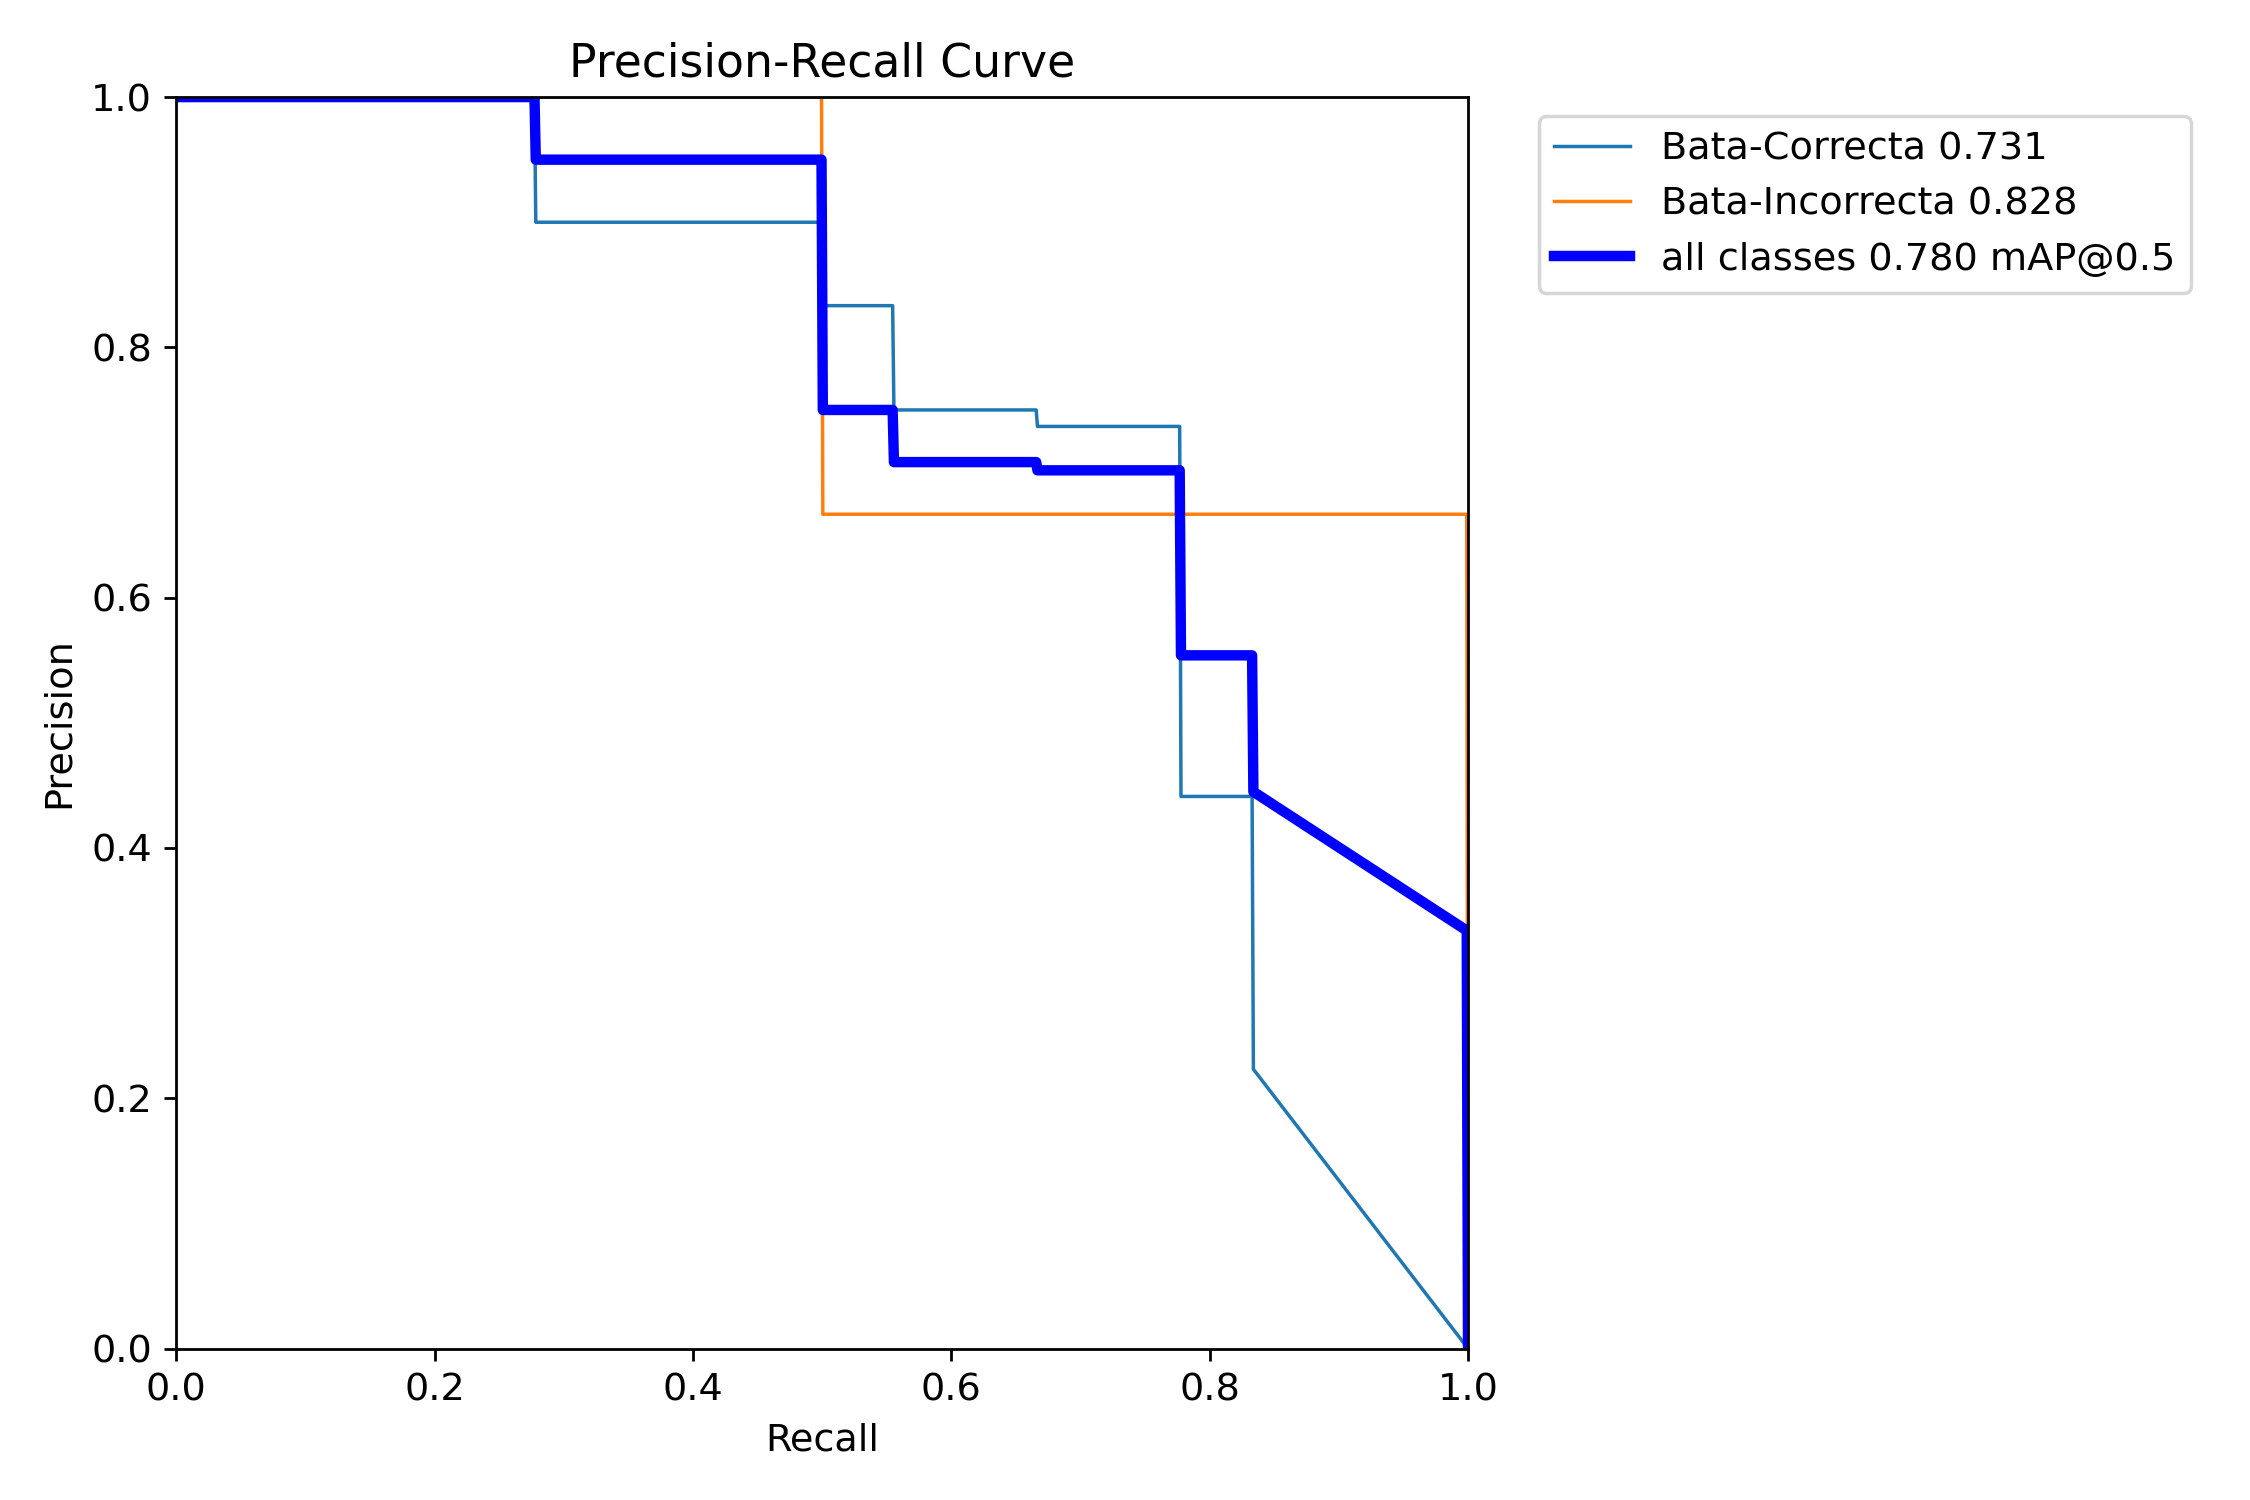 Precision-Recall Curve
1.0
0.8
0.6
0.4
0.2
0.0
Precision
0.0 0.2 0.4 0.6 0.8 1.0
Recall
Bata-Correcta 0.731
Bata-Incorrecta 0.828
all classes 0.780 mAP@0.5